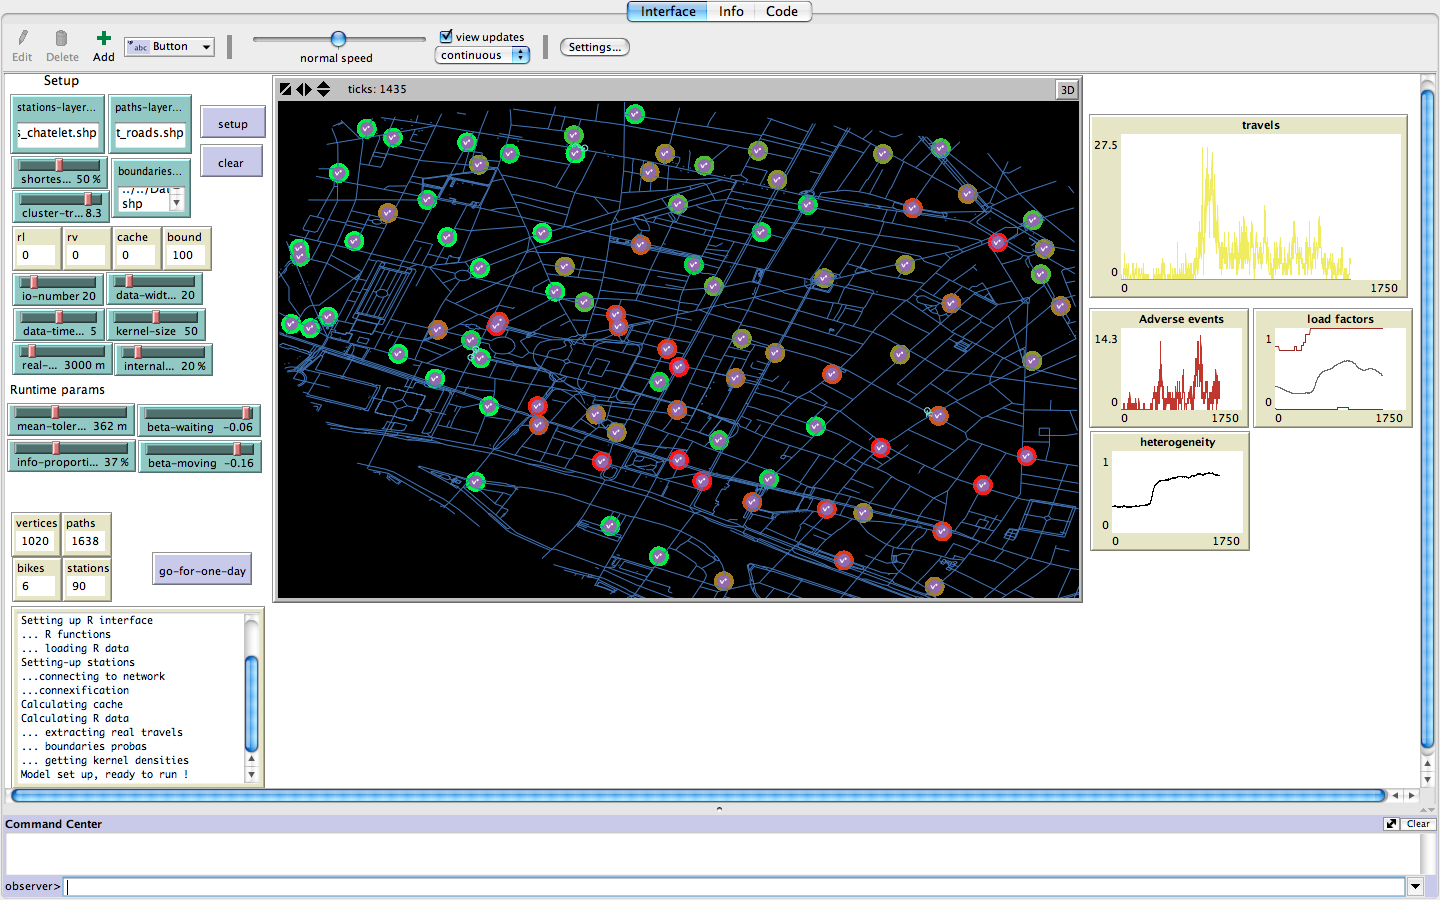 Interface Info Code
Edit Delete Add
abc Button
normal speed
view updates
continuous
Settings...
Setup
stations-layer... paths-layer...
s_chatelet.shp t_roads.shp
setup
clear
shortes... 50 %
boundaries...
shp
cluster-tr... 8.3
rl rv cache bound
0 0 0 100
io-number 20 data-widt... 20
data-time... 5 kernel-size 50
real-... 3000 m internal... 20 %
Runtime params
mean-toler... 362 m beta-waiting -0.06
info-proporti... 37 % beta-moving -0.16
vertices paths
1020 1638
bikes stations
6 90
go-for-one-day
Setting up R interface
... R functions
... loading R data
Setting-up stations
...connecting to network
...connexification
Calculating cache
Calculating R data
... extracting real travels
... boundaries probas
... getting kernel densities
Model set up, ready to run !
ticks: 1435
3D
travels
27.5
0
0 1750
Adverse events
14.3
0
0 1750
load factors
1
0
0 1750
heterogeneity
1
0
0 1750
Command Center
Clear
observer>